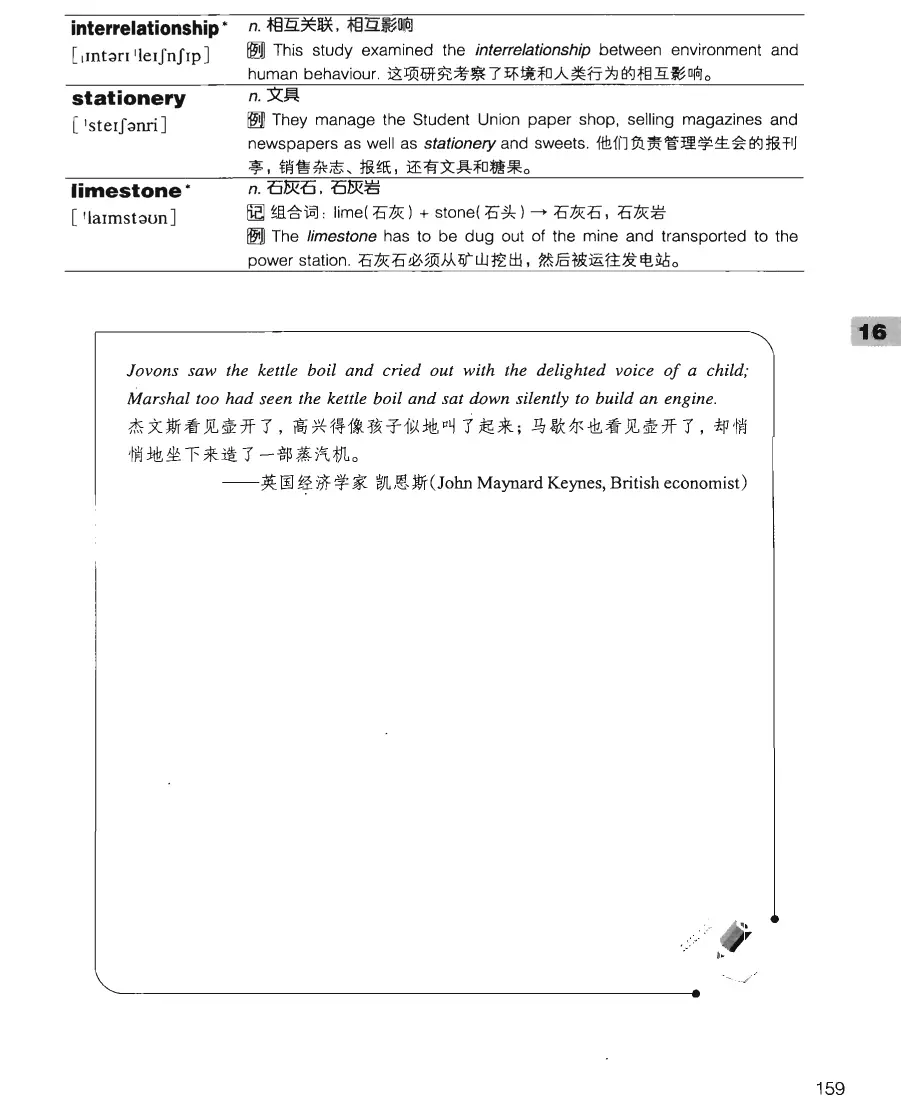 interrelationship* n. 相互关联，相互影响
[ˌɪntərɪˈleɪʃnʃɪp] 例 This study examined the interrelationship between environment and
human behaviour. 这项研究考察了环境和人类行为的相互影响。
stationery n. 文具
[ˈsteɪʃənri] 例 They manage the Student Union paper shop, selling magazines and
newspapers as well as stationery and sweets. 他们负责管理学生会的报刊
亭，销售杂志、报纸，还有文具和糖果。
limestone* n. 石灰石，石灰岩
[ˈlaɪmstəʊn] 记 组合词：lime(石灰) + stone(石头) → 石灰石，石灰岩
例 The limestone has to be dug out of the mine and transported to the
power station. 石灰石必须从矿山挖出，然后被运往发电站。
16
Jovons saw the kettle boil and cried out with the delighted voice of a child;
Marshal too had seen the kettle boil and sat down silently to build an engine.
杰文斯看见壶开了，高兴得像孩子似地叫了起来；马歇尔也看见壶开了，却悄
悄地坐下来造了一部蒸汽机。
——英国经济学家 凯恩斯(John Maynard Keynes, British economist)
159